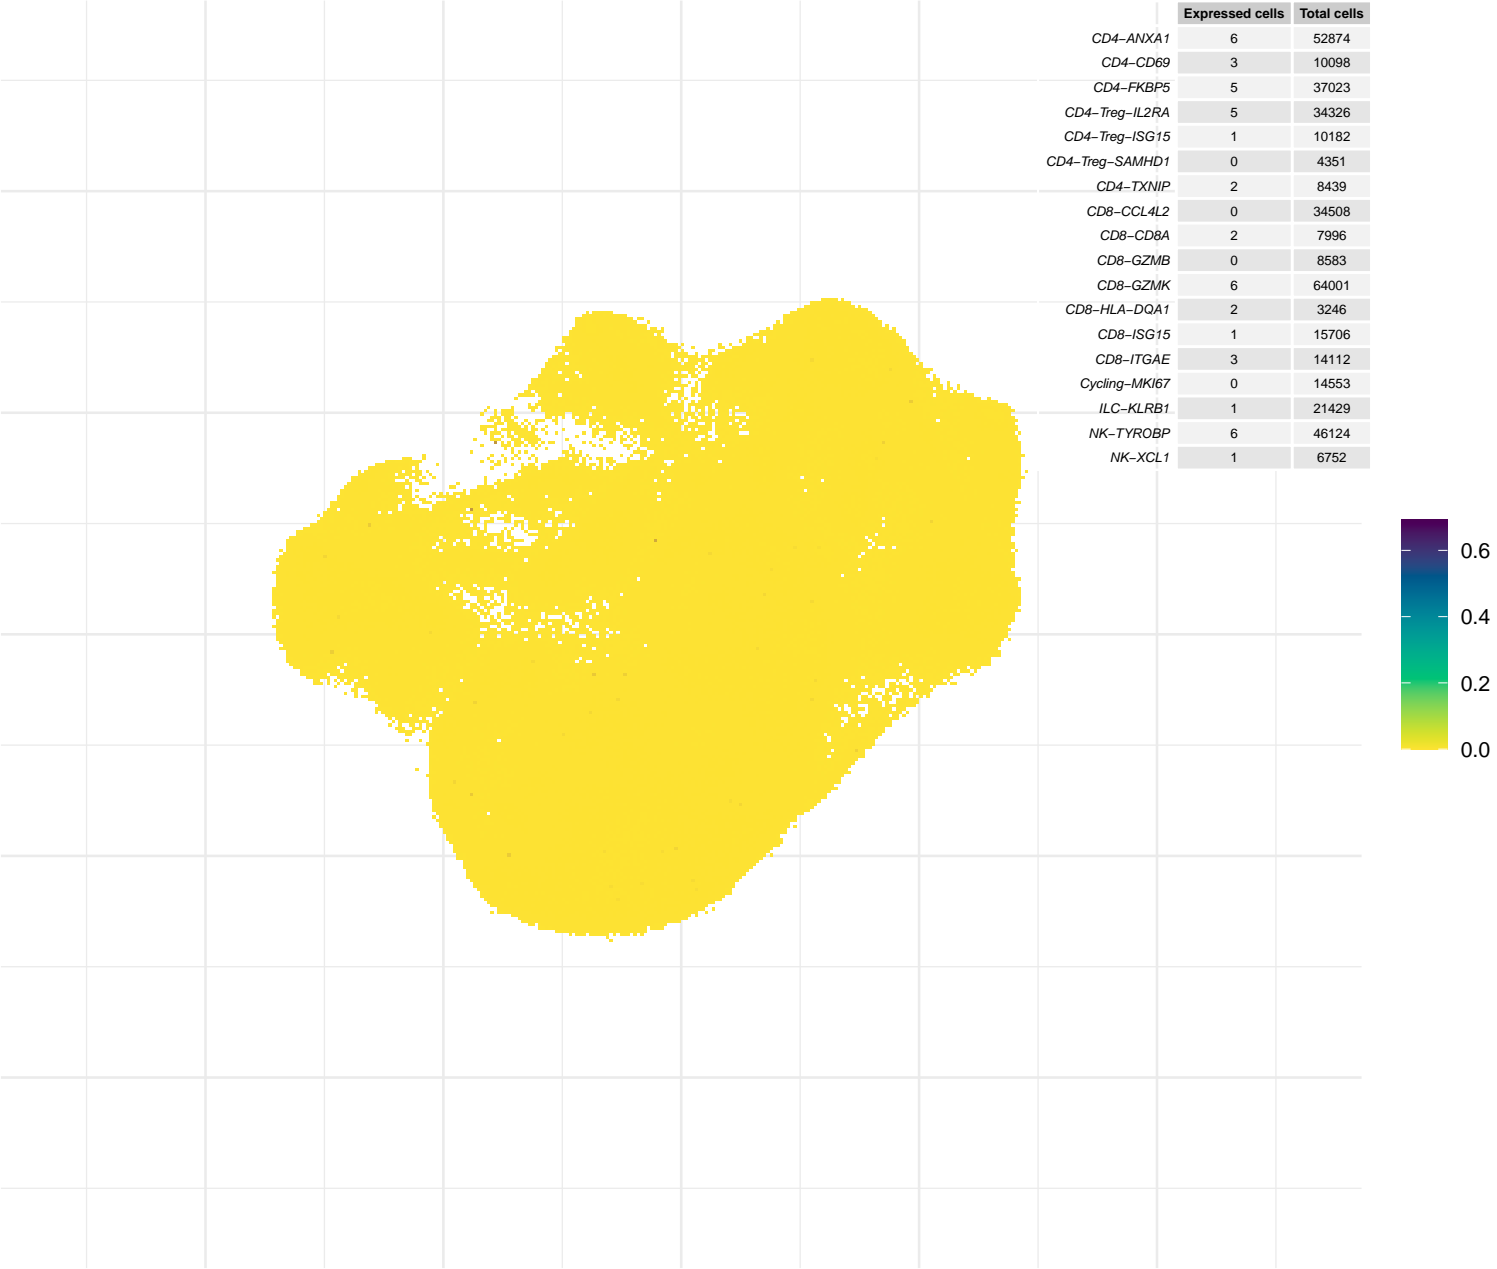 Expressed cells Total cells
CD4−ANXA1 6 52874
CD4−CD69 3 10098
CD4−FKBP5 5 37023
CD4−Treg−IL2RA 5 34326
CD4−Treg−ISG15 1 10182
CD4−Treg−SAMHD1 0 4351
CD4−TXNIP 2 8439
CD8−CCL4L2 0 34508
CD8−CD8A 2 7996
CD8−GZMB 0 8583
CD8−GZMK 6 64001
CD8−HLA−DQA1 2 3246
CD8−ISG15 1 15706
CD8−ITGAE 3 14112
Cycling−MKI67 0 14553
ILC−KLRB1 1 21429
NK−TYROBP 6 46124
NK−XCL1 1 6752
0.6
0.4
0.2
0.0